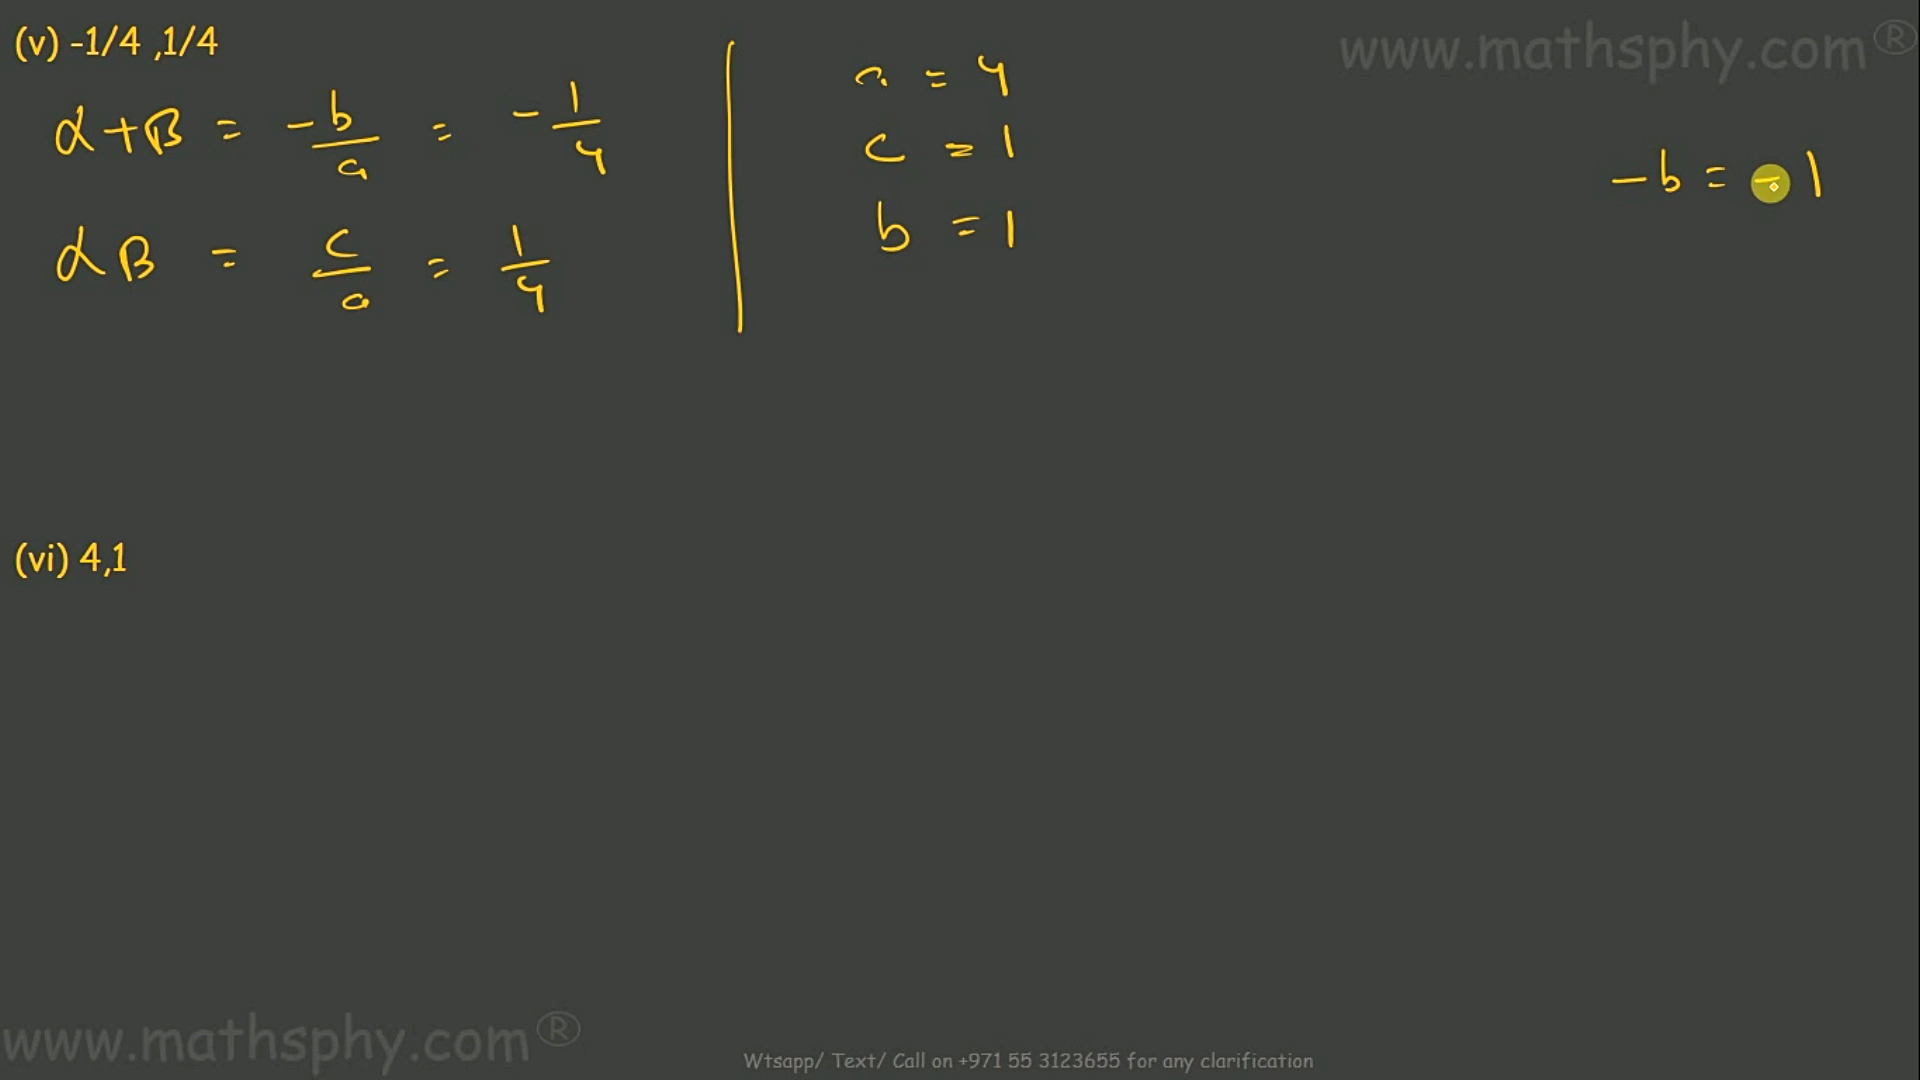 (v) -1/4 ,1/4
www.mathsphy.com®
α+β = -b/a = -1/4
αβ = c/a = 1/4
a = 4
c = 1
b = 1
-b = -1
(vi) 4,1
www.mathsphy.com®
Wtsapp/ Text/ Call on +971 55 3123655 for any clarification